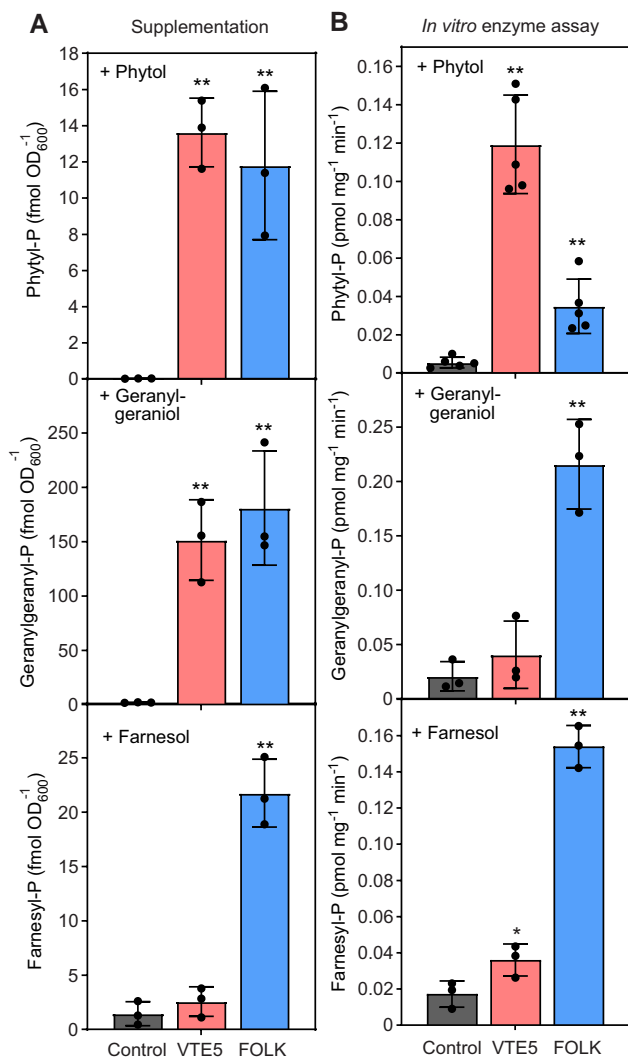 A
Supplementation
+ Phytol
Phytyl-P (fmol OD600-1)
18
16
14
12
10
8
6
4
2
0
**
**
+ Geranyl-
geraniol
Geranylgeranyl-P (fmol OD600-1)
250
200
150
100
50
0
**
**
+ Farnesol
Farnesyl-P (fmol OD600-1)
25
20
15
10
5
0
**
Control VTE5 FOLK
B
In vitro enzyme assay
+ Phytol
Phytyl-P (pmol mg-1 min-1)
0.16
0.14
0.12
0.10
0.08
0.06
0.04
0.02
0
**
**
+ Geranyl-
geraniol
Geranylgeranyl-P (pmol mg-1 min-1)
0.25
0.20
0.15
0.10
0.05
0
**
+ Farnesol
Farnesyl-P (pmol mg-1 min-1)
0.16
0.14
0.12
0.10
0.08
0.06
0.04
0.02
0
*
**
Control VTE5 FOLK